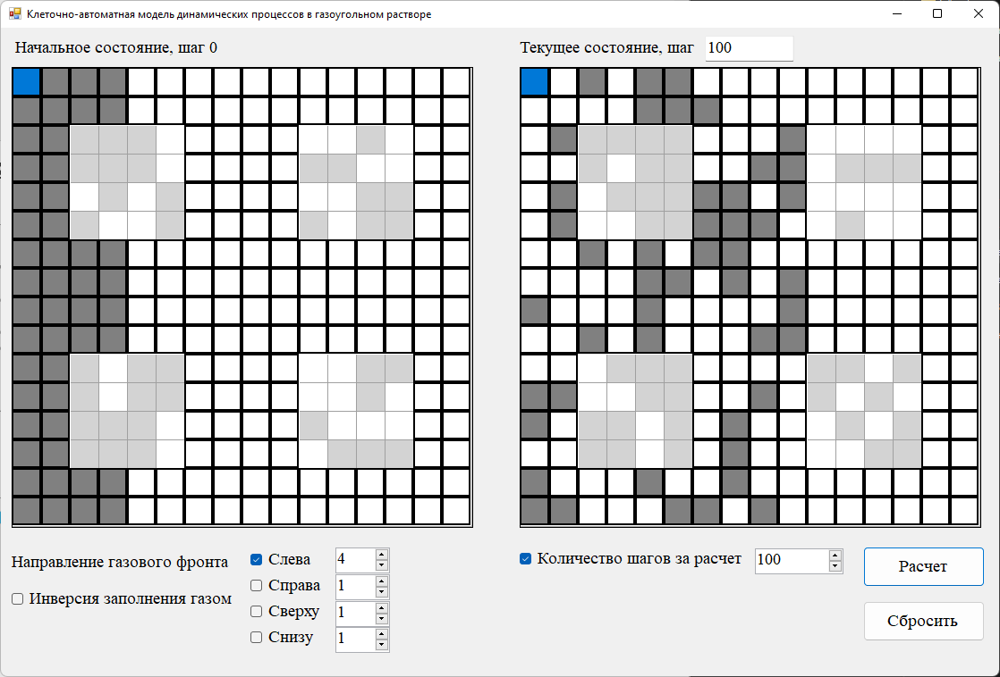 Клеточно-автоматная модель динамических процессов в газоугольном растворе
Начальное состояние, шаг 0
Текущее состояние, шаг 100
Направление газового фронта
Инверсия заполнения газом
Слева 4
Справа 1
Сверху 1
Снизу 1
Количество шагов за расчет 100
Расчет
Сбросить